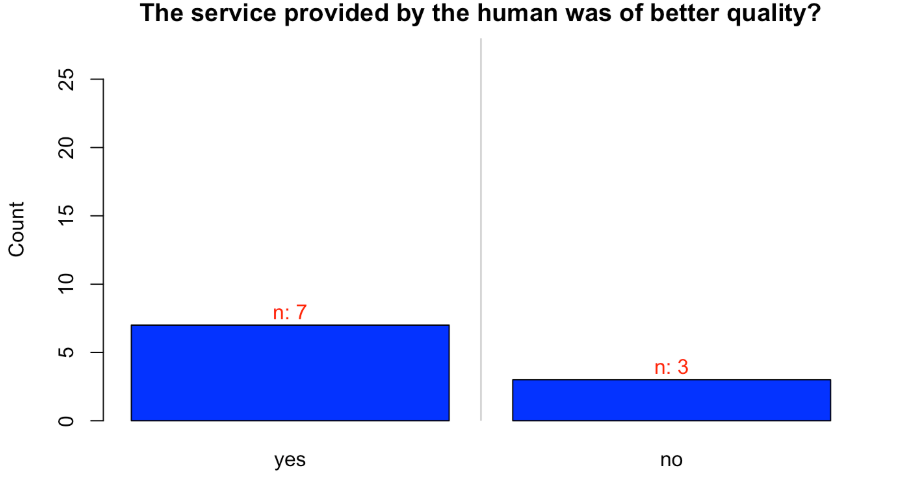 The service provided by the human was of better quality?
Count
25
20
15
10
5
0
n: 7
n: 3
yes
no